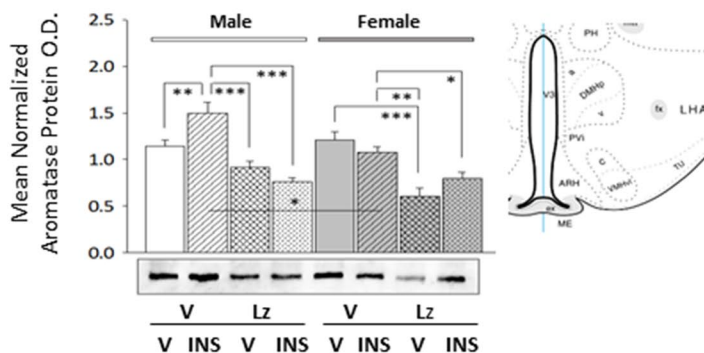 Mean Normalized
Aromatase Protein O.D.
Male
Female
2.5
2.0
1.5
1.0
0.5
0.0
**
***
***
*
*
**
***
V
Lz
V
Lz
V INS V INS V INS V INS
PH
V3
DMHp
a
v
fx
LHA
PVi
C
TU
VMHvl
ARH
ME